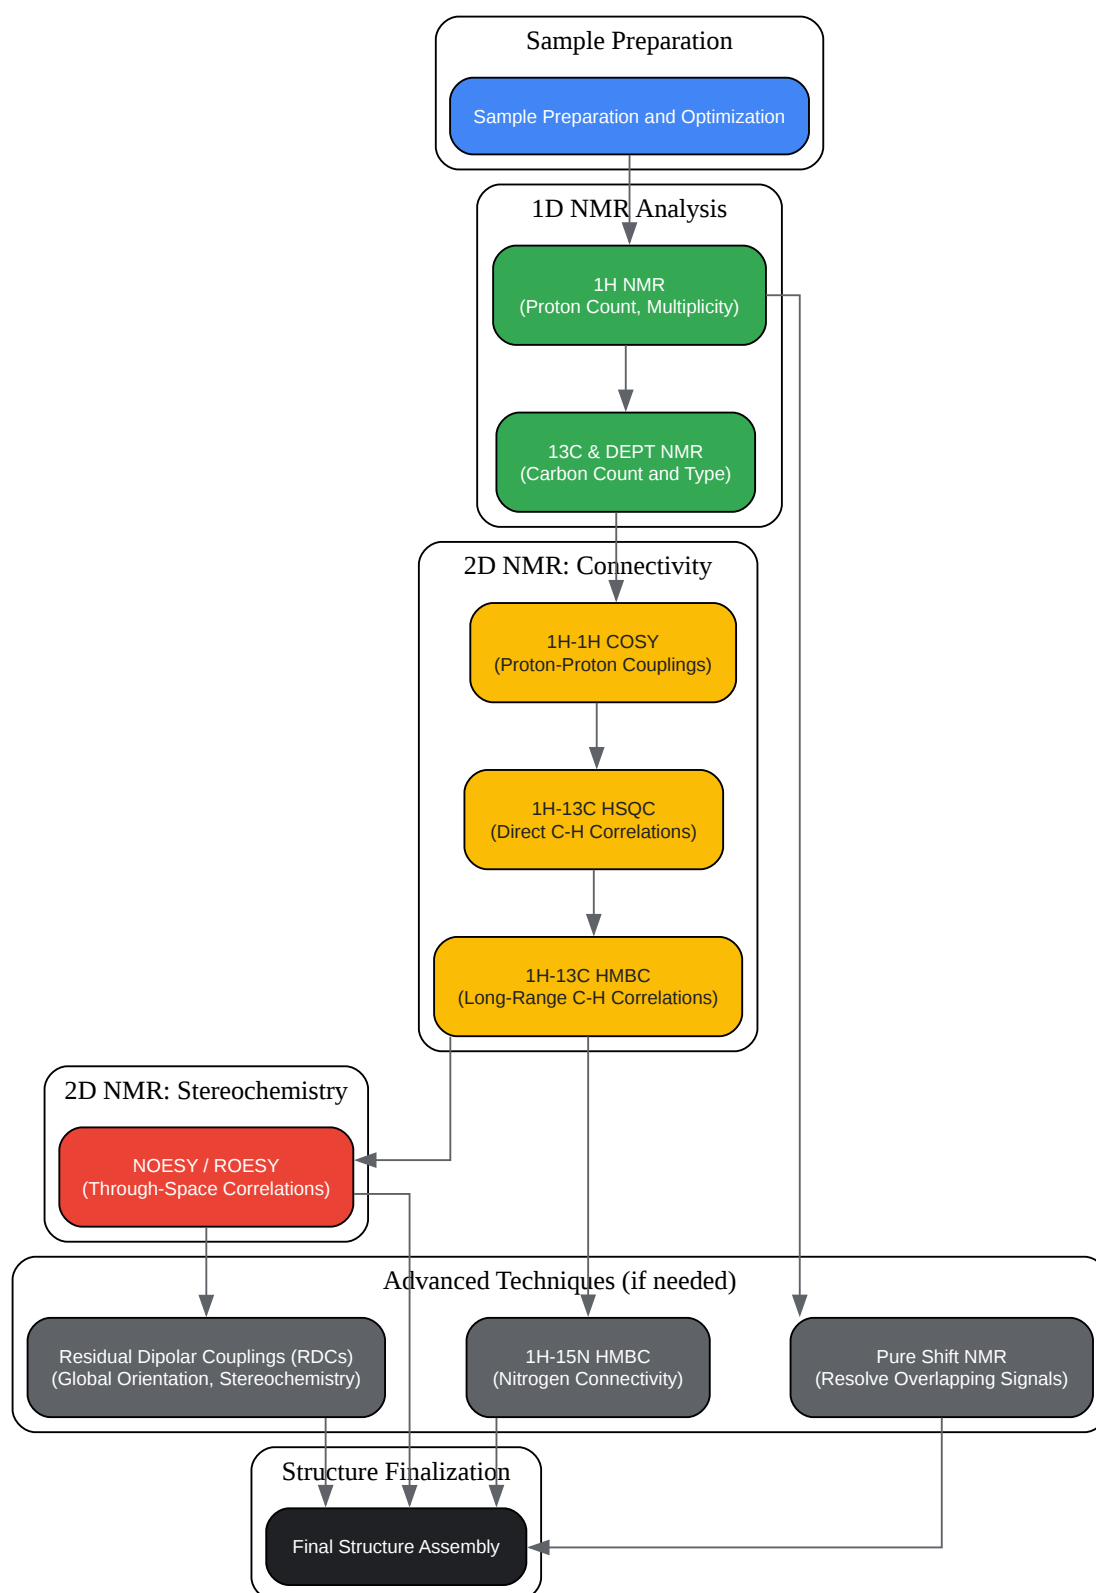 Sample Preparation
Sample Preparation and Optimization
1D NMR Analysis
1H NMR
(Proton Count, Multiplicity)
13C & DEPT NMR
(Carbon Count and Type)
2D NMR: Connectivity
1H-1H COSY
(Proton-Proton Couplings)
1H-13C HSQC
(Direct C-H Correlations)
1H-13C HMBC
(Long-Range C-H Correlations)
2D NMR: Stereochemistry
NOESY / ROESY
(Through-Space Correlations)
Advanced Techniques (if needed)
Residual Dipolar Couplings (RDCs)
(Global Orientation, Stereochemistry)
1H-15N HMBC
(Nitrogen Connectivity)
Pure Shift NMR
(Resolve Overlapping Signals)
Structure Finalization
Final Structure Assembly